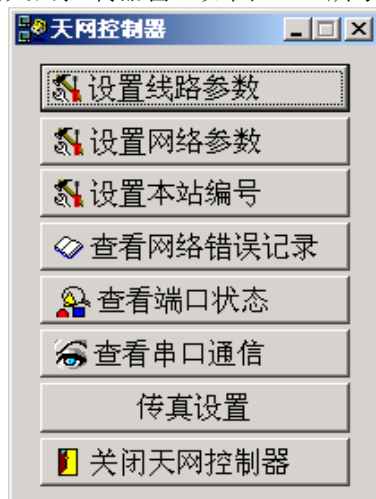 天网控制器
设置线路参数
设置网络参数
设置本站编号
查看网络错误记录
查看端口状态
查看串口通信
传真设置
关闭天网控制器